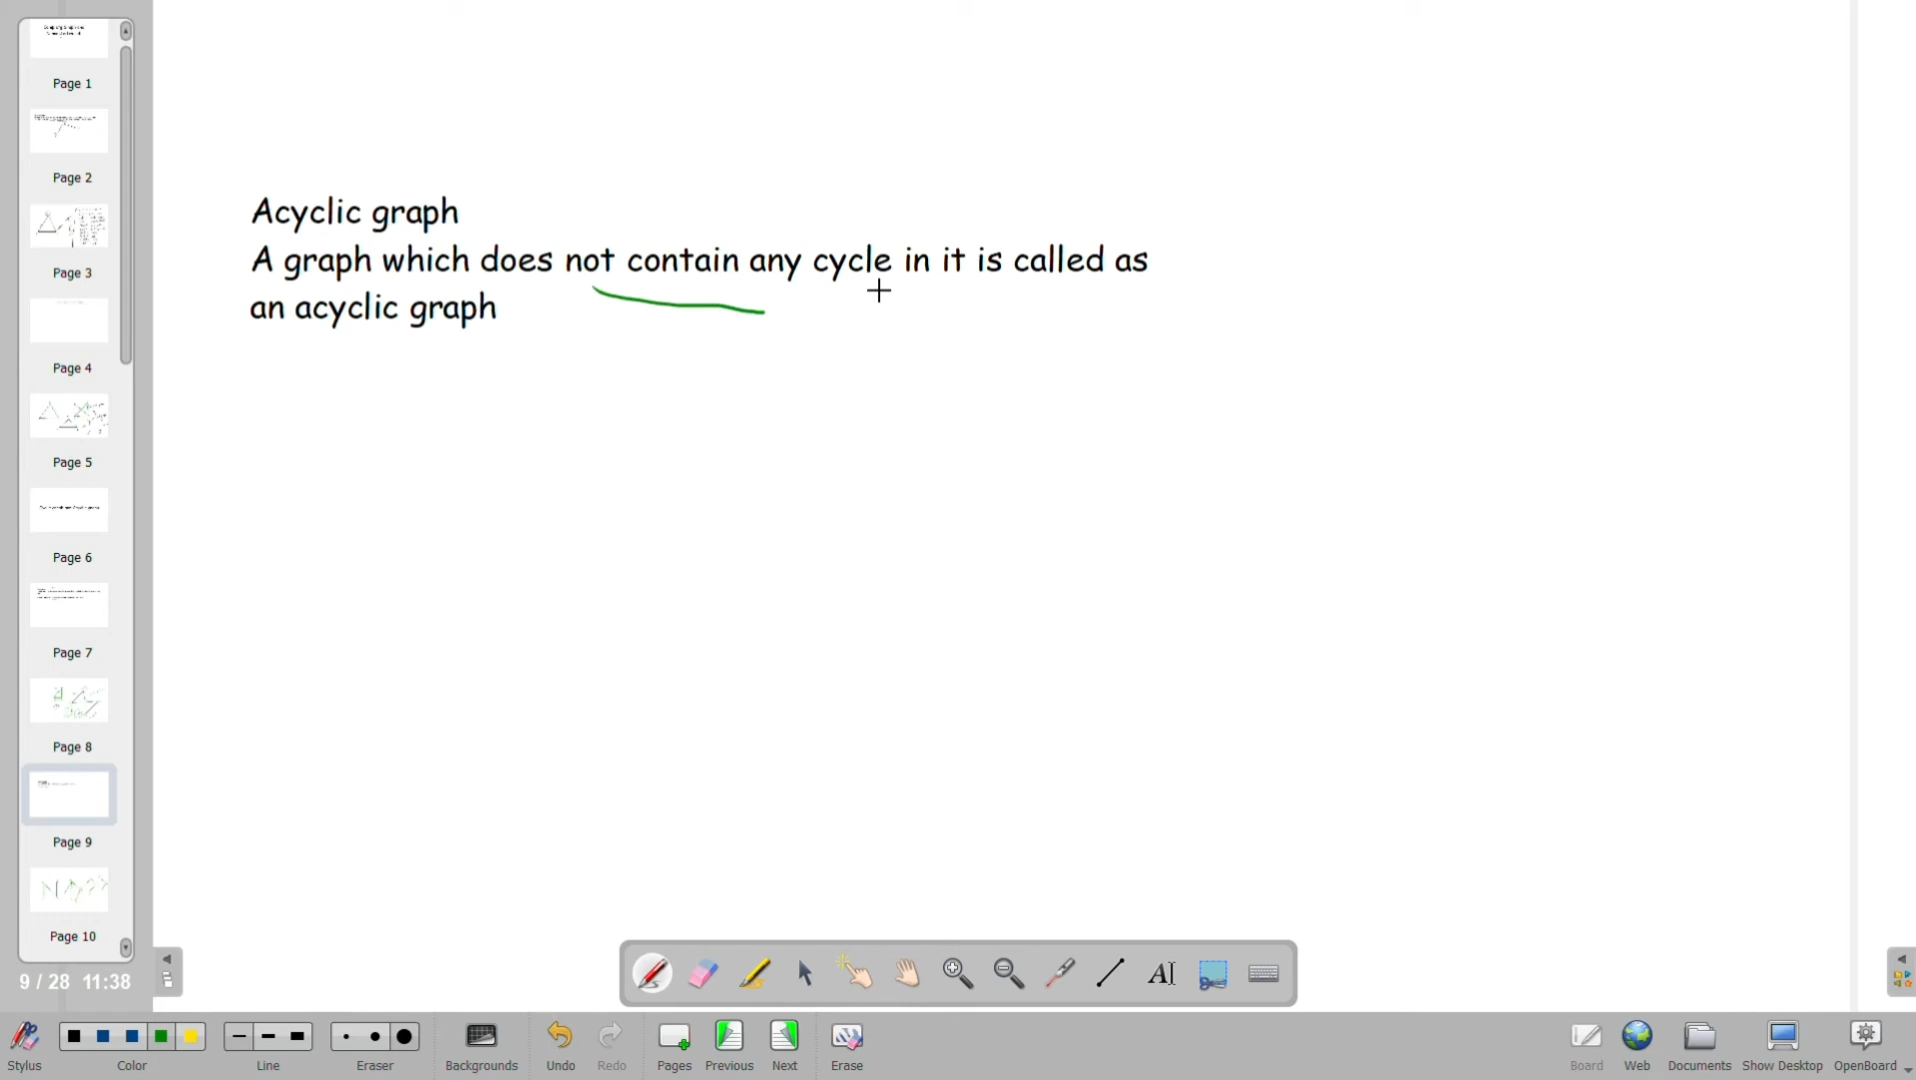 Page 1
Page 2
Page 3
Page 4
Page 5
Page 6
Page 7
Page 8
Page 9
Page 10
9 / 28 11:38
Acyclic graph
A graph which does not contain any cycle in it is called as
an acyclic graph
AI
Stylus
Color
Line
Eraser
Backgrounds
Undo
Redo
Pages
Previous
Next
Erase
Board
Web
Documents
Show Desktop
OpenBoard